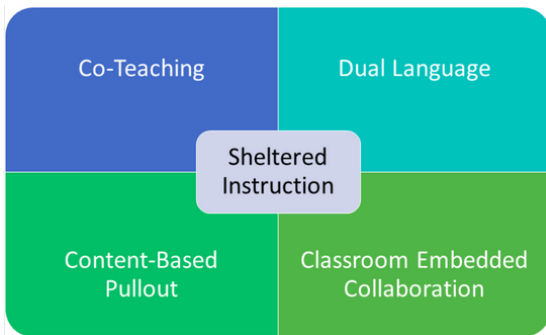 Co-Teaching
Dual Language
Sheltered
Instruction
Content-Based
Pullout
Classroom Embedded
Collaboration